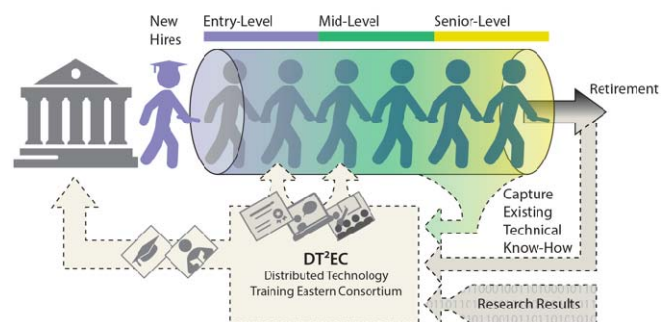 New
Hires
Entry-Level
Mid-Level
Senior-Level
Retirement
Capture
Existing
Technical
Know-How
DT²EC
Distributed Technology
Training Eastern Consortium
Research Results